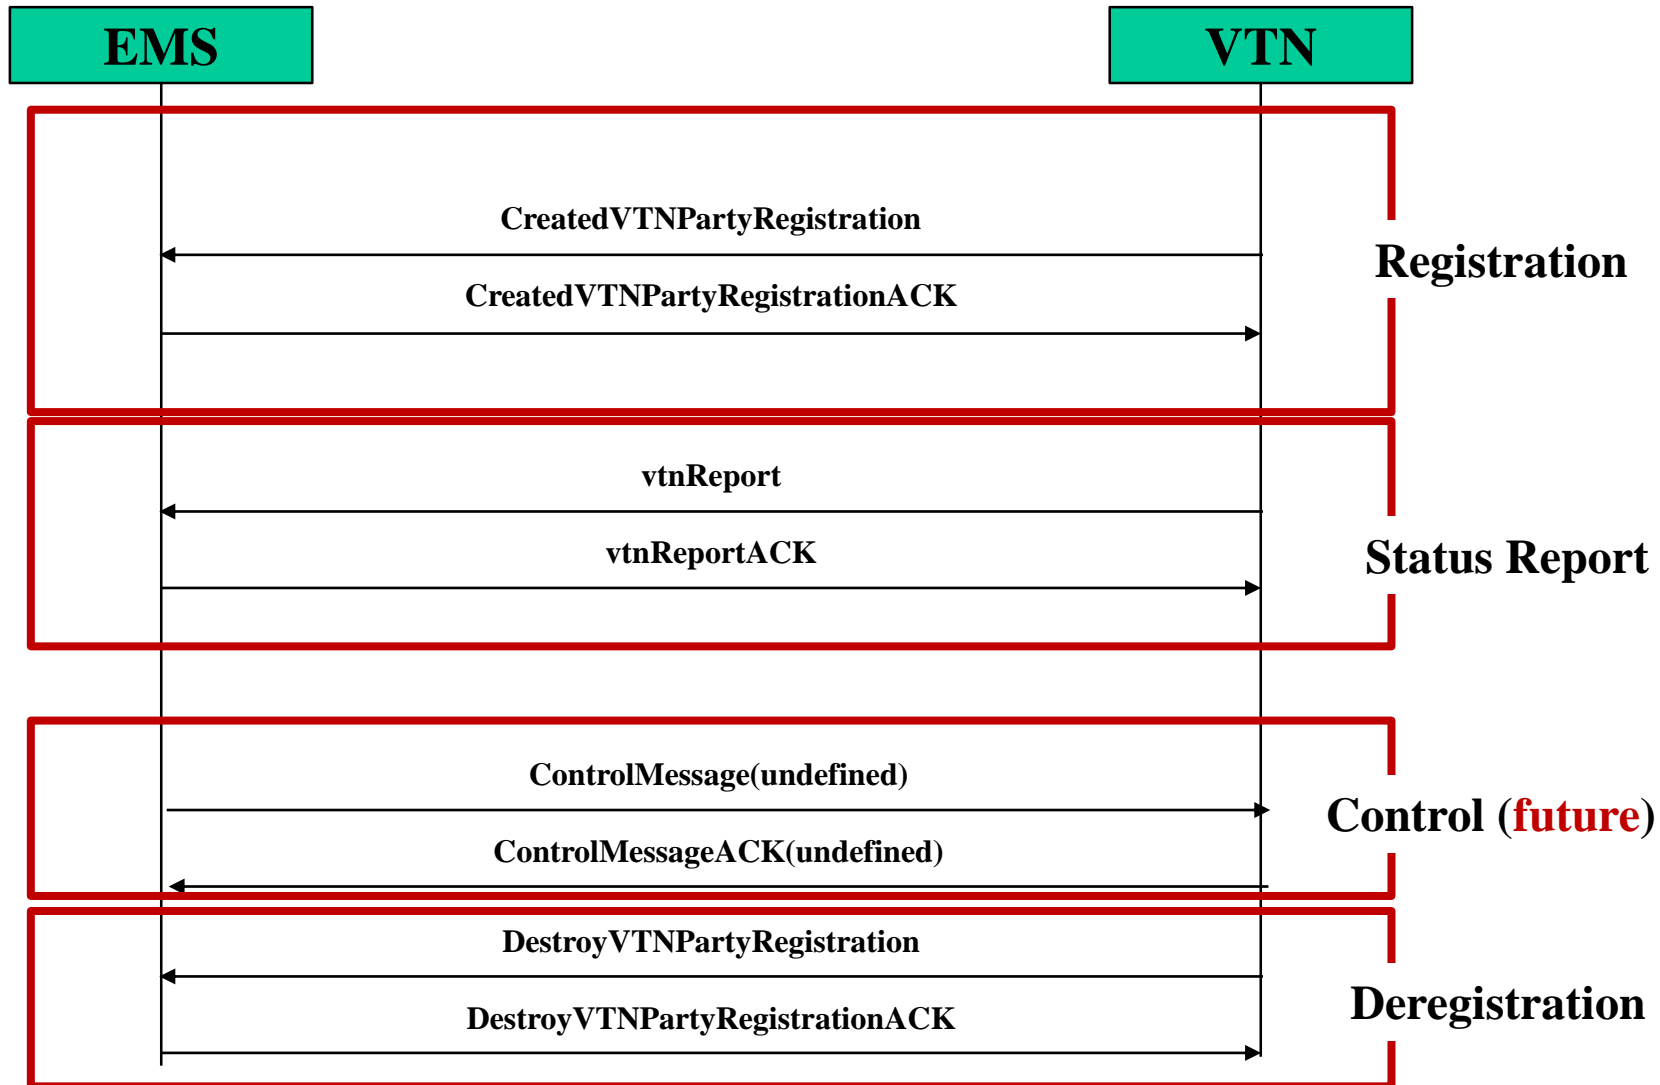 EMS
VTN
CreatedVTNPartyRegistration
CreatedVTNPartyRegistrationACK
Registration
vtnReport
vtnReportACK
Status Report
ControlMessage(undefined)
ControlMessageACK(undefined)
Control (future)
DestroyVTNPartyRegistration
DestroyVTNPartyRegistrationACK
Deregistration